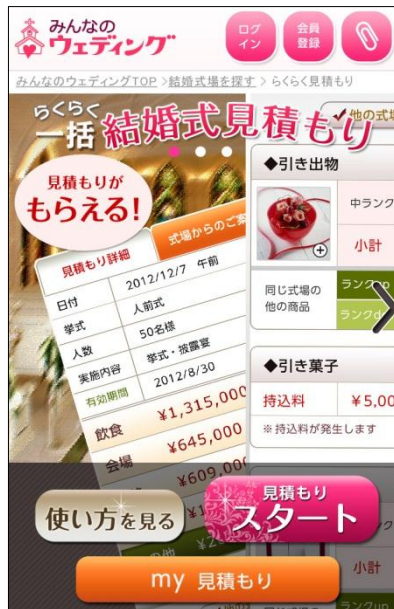 みんなの
ウェディング
ログイン
会員登録
みんなのウェディングTOP >結婚式場を探す > らくらく見積もり
らくらく
一括 結婚式見積もり
他の式場
見積もりが
もらえる!
◆引き出物
中ランク
小計
同じ式場の
他の商品
ランクup
見積もり詳細
式場からのご案
日付 2012/12/7 午前
挙式 人前式
人数 50名様
実施内容 挙式・披露宴
有効期間 2012/8/30
飲食 ¥1,315,000
会場 ¥645,000
¥609,000
◆引き菓子
持込料 ¥5,00
※持込料が発生します
使い方を見る
見積もり
スタート
小計
my 見積もり
ランクup